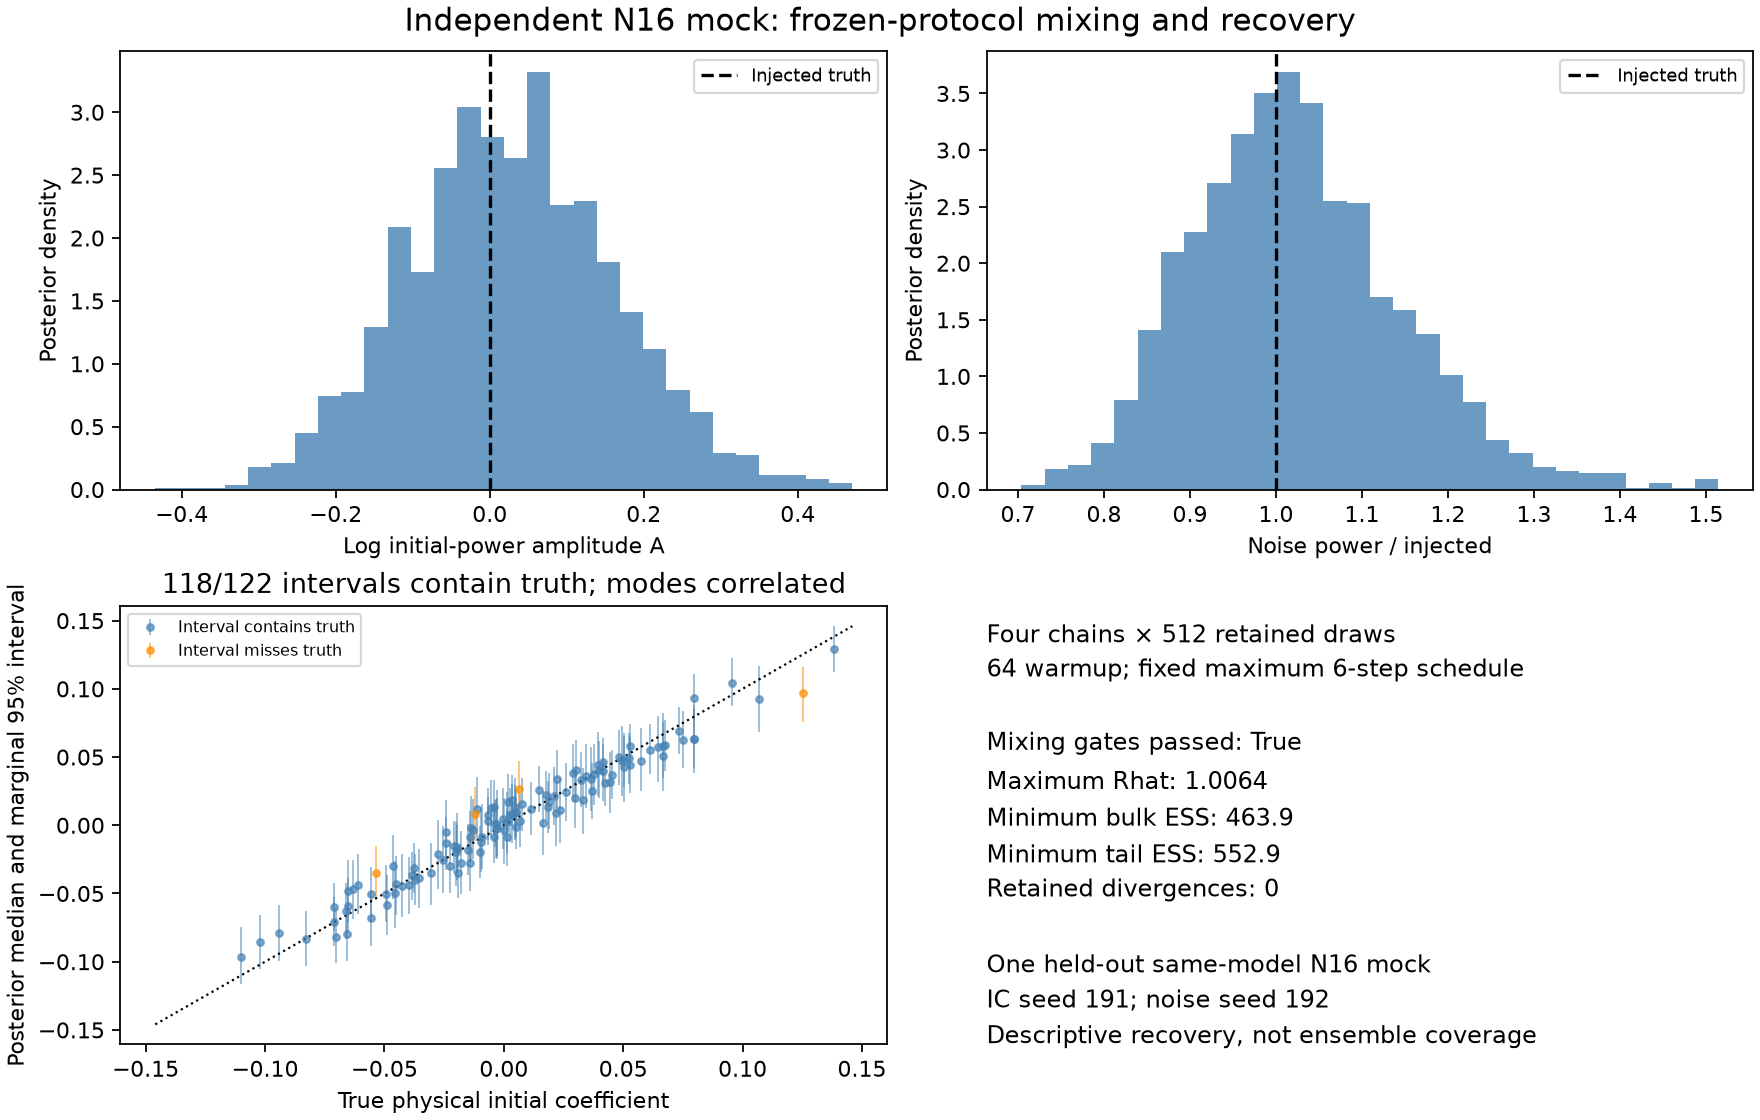 Independent N16 mock: frozen-protocol mixing and recovery
Injected truth
Posterior density
3.0
2.5
2.0
1.5
1.0
0.5
0.0
−0.4
−0.2
0.0
0.2
0.4
Log initial-power amplitude A
Injected truth
Posterior density
3.5
3.0
2.5
2.0
1.5
1.0
0.5
0.0
0.7
0.8
0.9
1.0
1.1
1.2
1.3
1.4
1.5
Noise power / injected
118/122 intervals contain truth; modes correlated
Interval contains truth
Interval misses truth
Posterior median and marginal 95% interval
0.15
0.10
0.05
0.00
−0.05
−0.10
−0.15
−0.15
−0.10
−0.05
0.00
0.05
0.10
0.15
True physical initial coefficient
Four chains × 512 retained draws
64 warmup; fixed maximum 6-step schedule
Mixing gates passed: True
Maximum Rhat: 1.0064
Minimum bulk ESS: 463.9
Minimum tail ESS: 552.9
Retained divergences: 0
One held-out same-model N16 mock
IC seed 191; noise seed 192
Descriptive recovery, not ensemble coverage